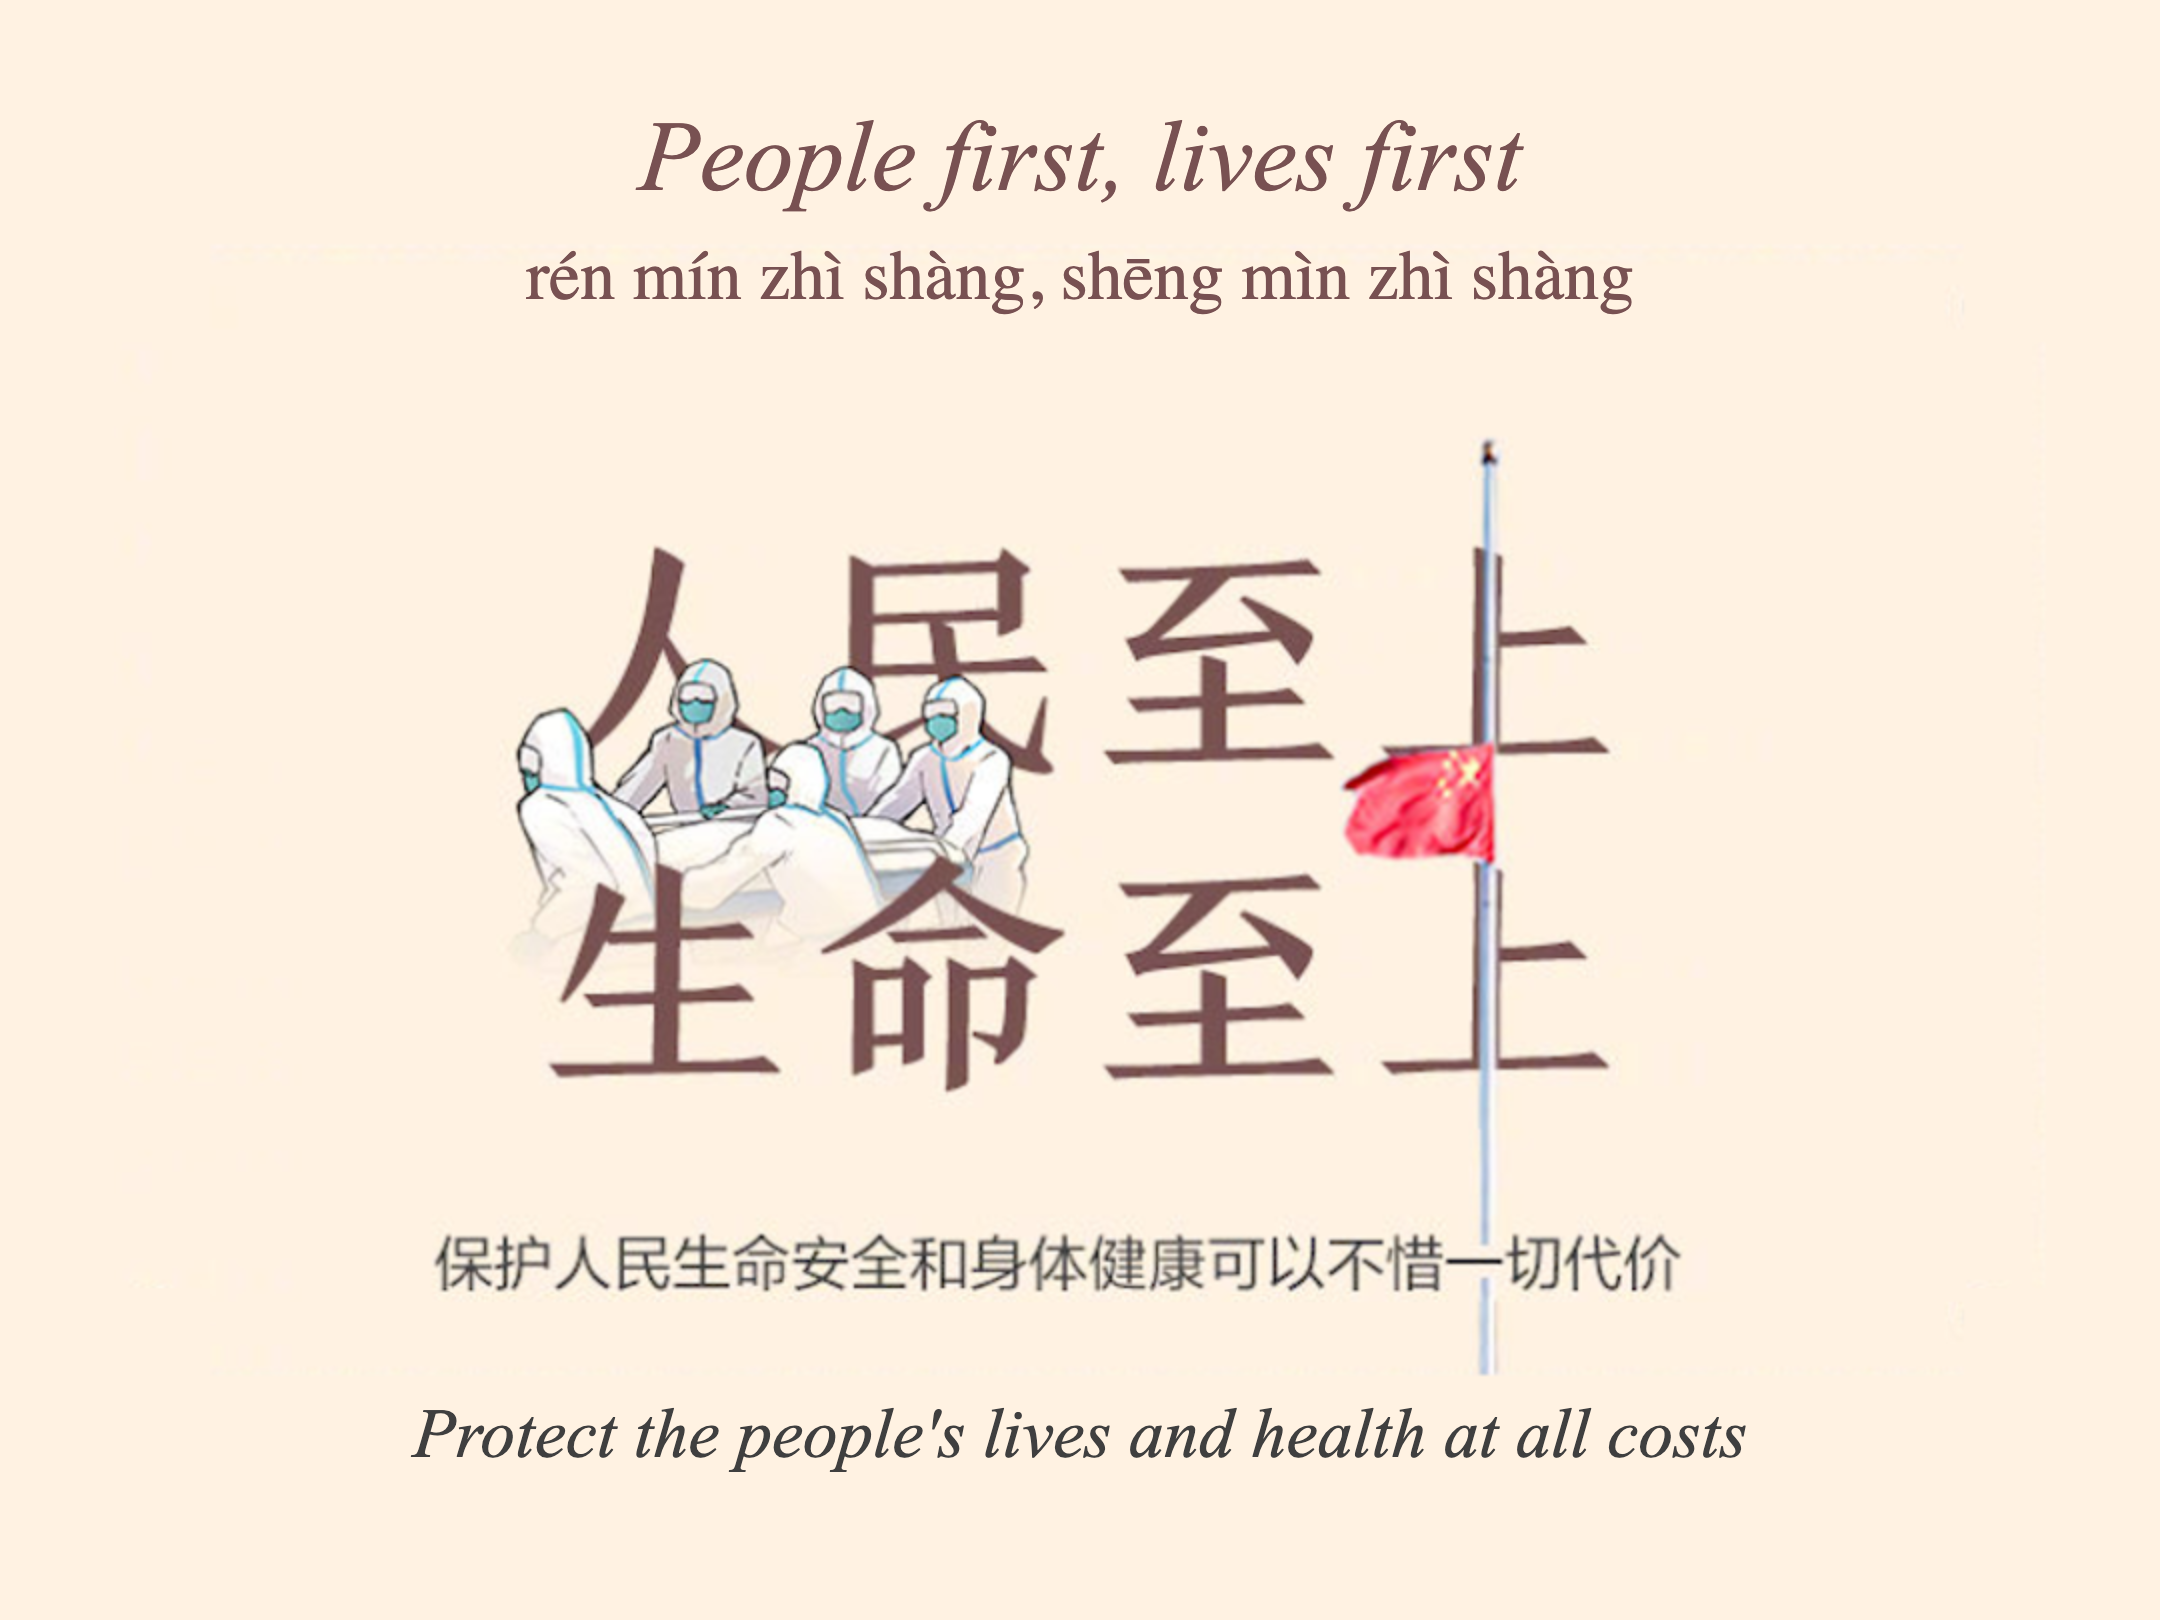 People first, lives first
rén mín zhì shàng, shēng mìn zhì shàng
人民至上
生命至上
保护人民生命安全和身体健康可以不惜一切代价
Protect the people's lives and health at all costs